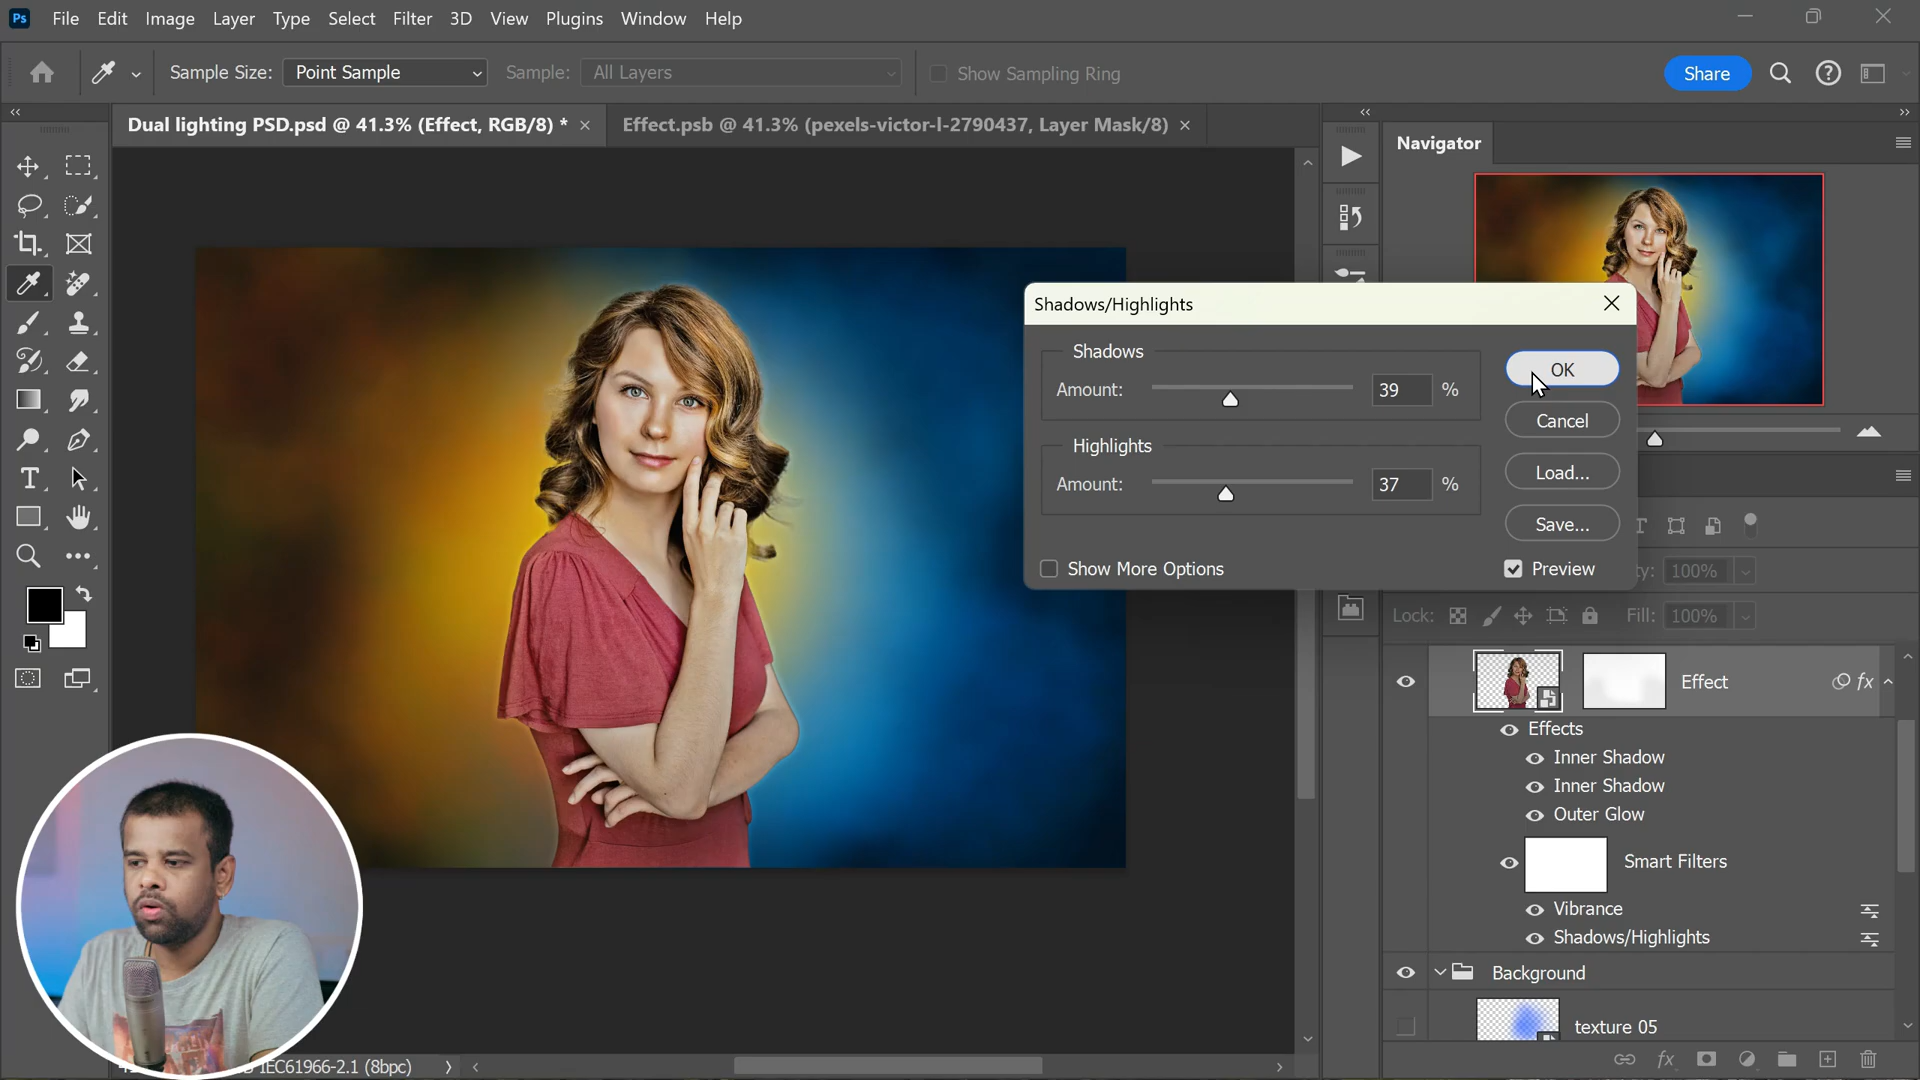 Ps File Edit Image Layer Type Select Filter 3D View Plugins Window Help
Sample Size: Point Sample Sample: All Layers Show Sampling Ring Share
Dual lighting PSD.psd @ 41.3% (Effect, RGB/8) * × Effect.psb @ 41.3% (pexels-victor-l-2790437, Layer Mask/8) ×
Navigator
Shadows/Highlights
Shadows
Amount: 39 %
Highlights
Amount: 37 %
OK
Cancel
Load...
Save...
Show More Options
Preview
100%
Lock: Fill: 100%
Effect fx
Effects
Inner Shadow
Inner Shadow
Outer Glow
Smart Filters
Vibrance
Shadows/Highlights
Background
texture 05
IEC61966-2.1 (8bpc)
fx